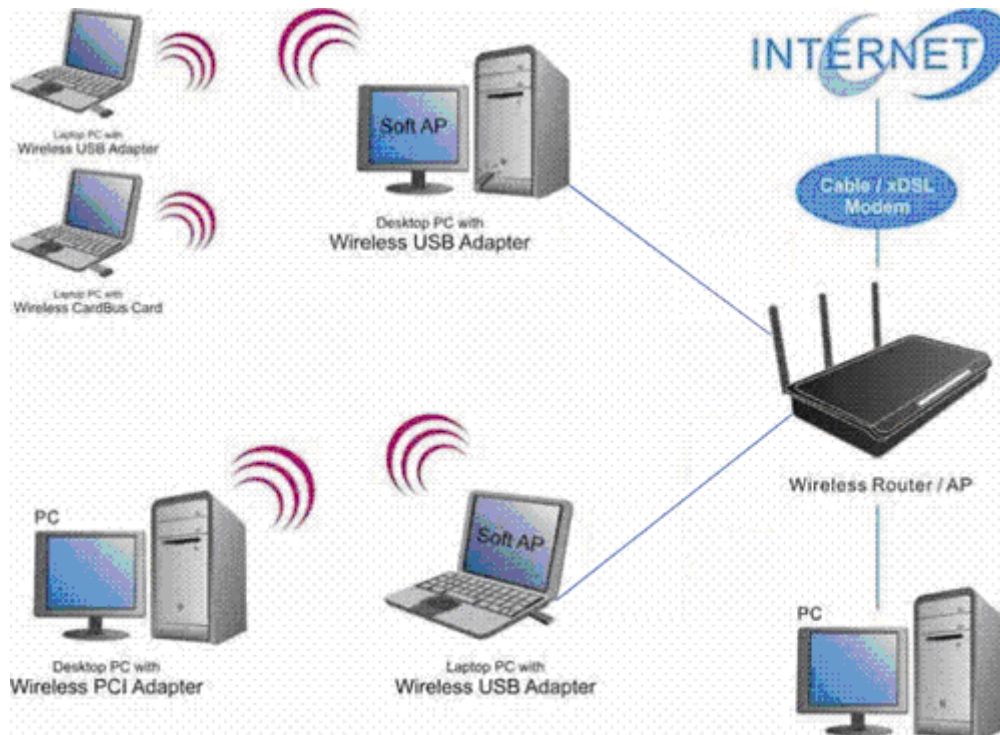 INTERNET
Laptop PC with
Wireless USB Adapter
Soft AP
Cable / xDSL
Modem
Desktop PC with
Wireless USB Adapter
Laptop PC with
Wireless CardBus Card
Wireless Router / AP
PC
Soft AP
PC
Desktop PC with
Wireless PCI Adapter
Laptop PC with
Wireless USB Adapter